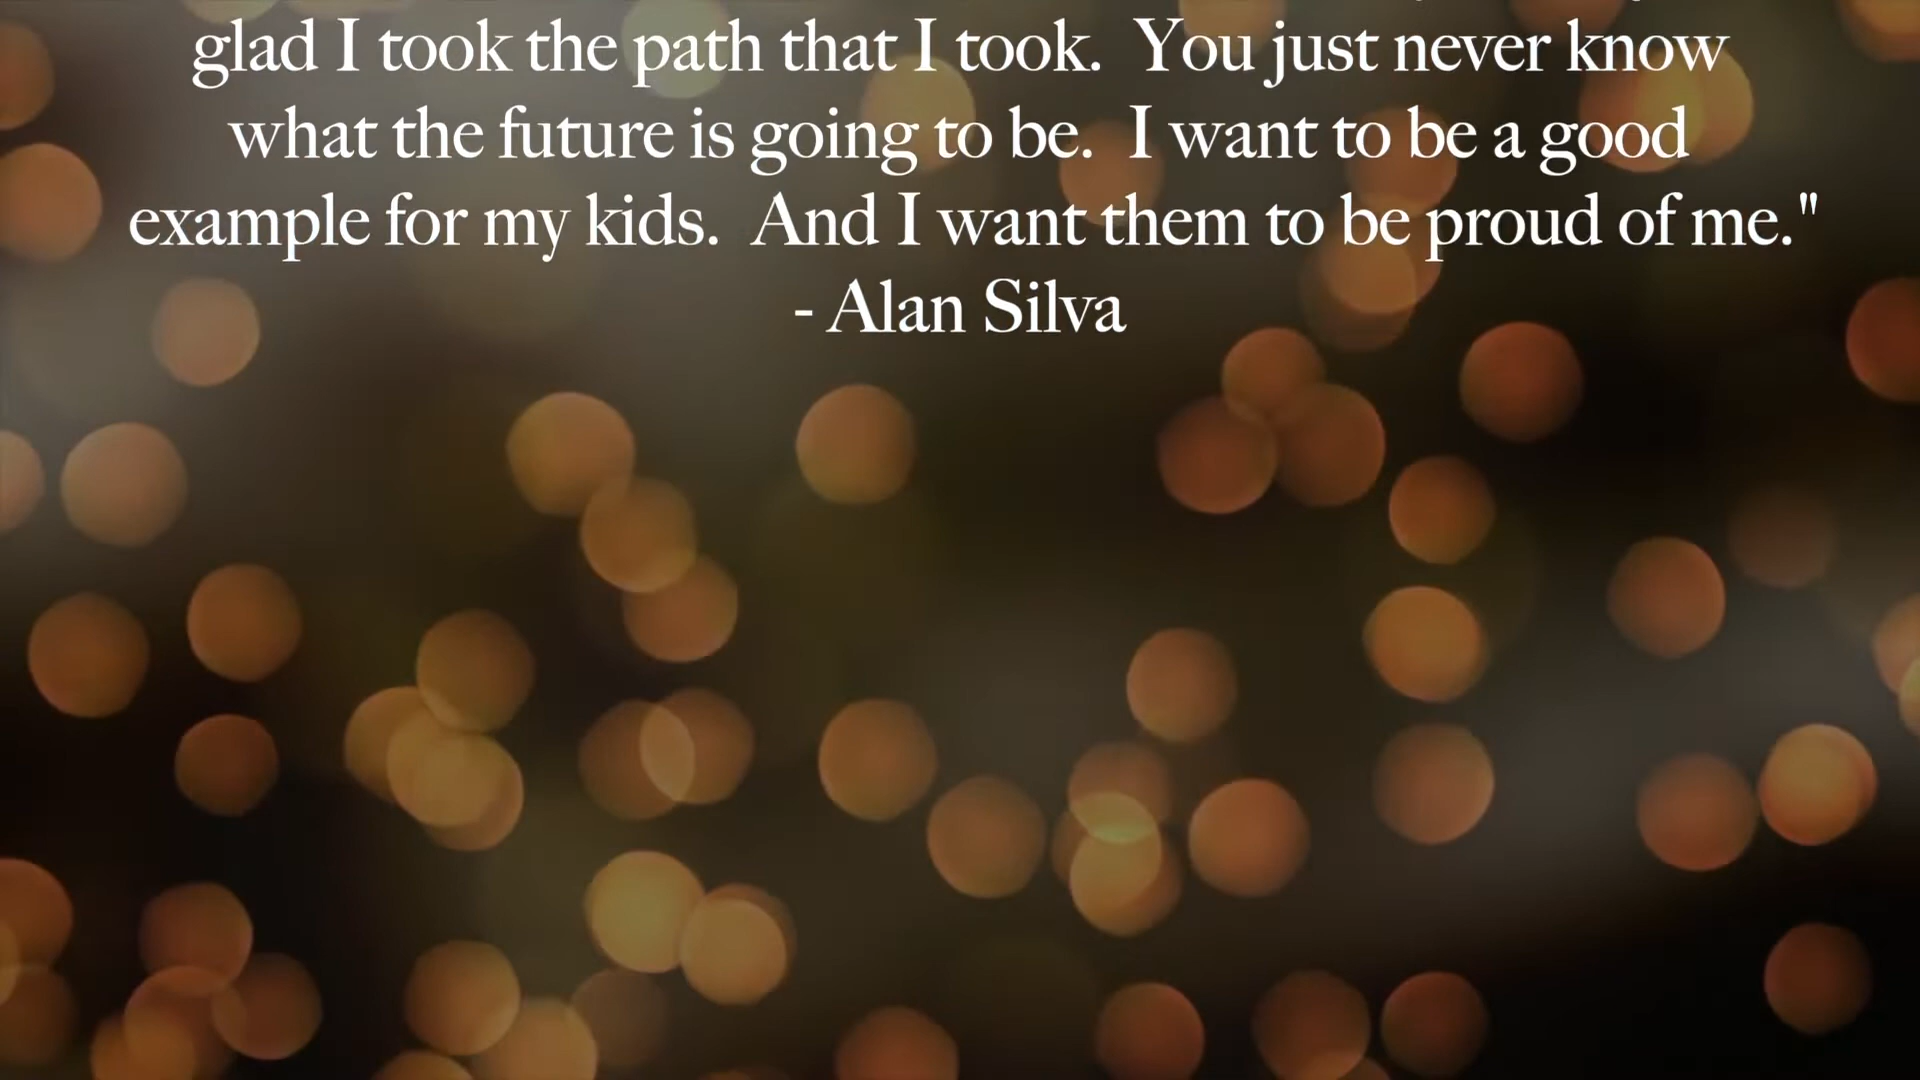 glad I took the path that I took.  You just never know
what the future is going to be.  I want to be a good
example for my kids.  And I want them to be proud of me."
- Alan Silva